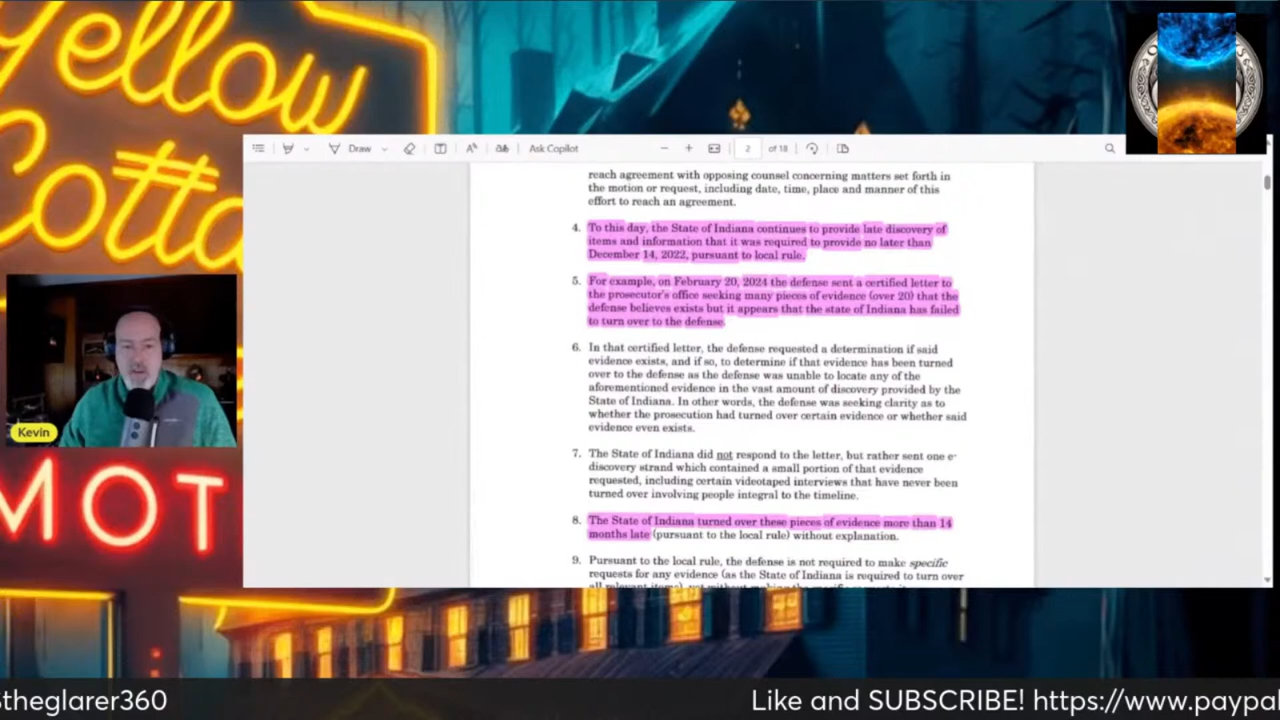 Yellow
Cotta
MOT
Kevin
Draw
Ask Copilot
2
of 18
reach agreement with opposing counsel concerning matters set forth in
the motion or request, including date, time, place and manner of this
effort to reach an agreement.
4. To this day, the State of Indiana continues to provide late discovery of
items and information that it was required to provide no later than
December 14, 2022, pursuant to local rule.
5. For example, on February 20, 2024 the defense sent a certified letter to
the prosecutor's office seeking many pieces of evidence (over 20) that the
defense believes exists but it appears that the state of Indiana has failed
to turn over to the defense.
6. In that certified letter, the defense requested a determination if said
evidence exists, and if so, to determine if that evidence has been turned
over to the defense as the defense was unable to locate any of the
aforementioned evidence in the vast amount of discovery provided by the
State of Indiana. In other words, the defense was seeking clarity as to
whether the prosecution had turned over certain evidence or whether said
evidence even exists.
7. The State of Indiana did not respond to the letter, but rather sent one e-
discovery strand which contained a small portion of that evidence
requested, including certain videotaped interviews that have never been
turned over involving people integral to the timeline.
8. The State of Indiana turned over these pieces of evidence more than 14
months late (pursuant to the local rule) without explanation.
9. Pursuant to the local rule, the defense is not required to make specific
requests for any evidence (as the State of Indiana is required to turn over
theglarer360
Like and SUBSCRIBE! https://www.paypal